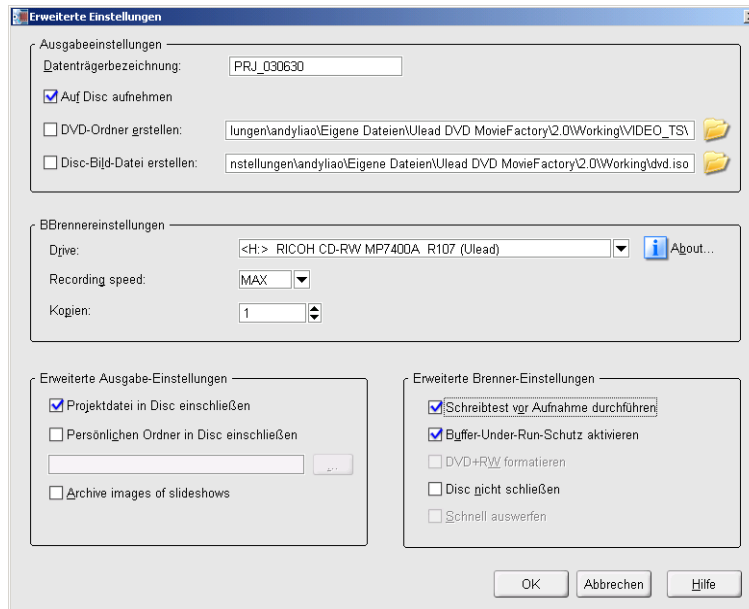 Erweiterte Einstellungen
Ausgabeeinstellungen
Datenträgerbezeichnung: PRJ_030630
Auf Disc aufnehmen
DVD-Ordner erstellen: lungen\andyliao\Eigene Dateien\Ulead DVD MovieFactory\2.0\Working\VIDEO_TS\
Disc-Bild-Datei erstellen: nstellungen\andyliao\Eigene Dateien\Ulead DVD MovieFactory\2.0\Working\dvd.iso
BBrennereinstellungen
Drive: <H:> RICOH CD-RW MP7400A R107 (Ulead) About...
Recording speed: MAX
Kopien: 1
Erweiterte Ausgabe-Einstellungen
Projektdatei in Disc einschließen
Persönlichen Ordner in Disc einschließen
...
Archive images of slideshows
Erweiterte Brenner-Einstellungen
Schreibtest vor Aufnahme durchführen
Buffer-Under-Run-Schutz aktivieren
DVD+RW formatieren
Disc nicht schließen
Schnell auswerfen
OK Abbrechen Hilfe